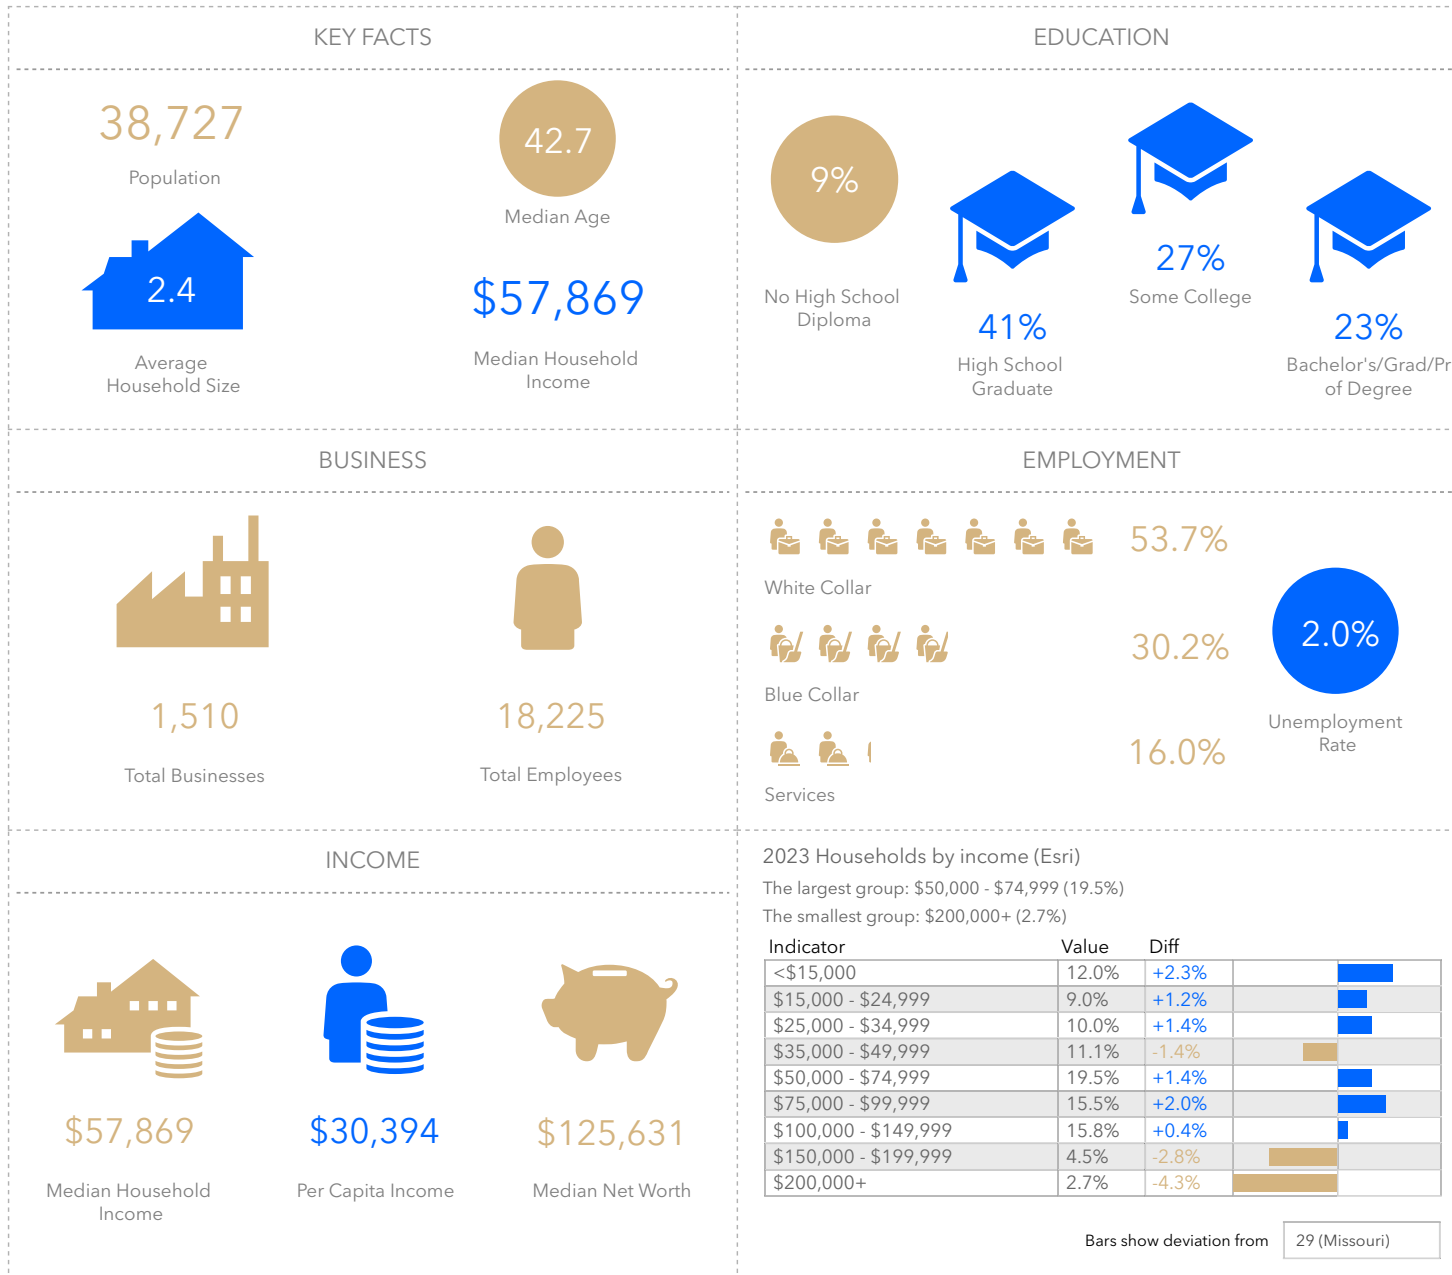 KEY FACTS
38,727
Population
42.7
Median Age
2.4
Average
Household Size
$57,869
Median Household
Income
EDUCATION
9%
No High School
Diploma
41%
High School
Graduate
27%
Some College
23%
Bachelor's/Grad/Pr
of Degree
BUSINESS
1,510
Total Businesses
18,225
Total Employees
EMPLOYMENT
53.7%
White Collar
30.2%
Blue Collar
16.0%
Services
2.0%
Unemployment
Rate
INCOME
$57,869
Median Household
Income
$30,394
Per Capita Income
$125,631
Median Net Worth
2023 Households by income (Esri)
The largest group: $50,000 - $74,999 (19.5%)
The smallest group: $200,000+ (2.7%)
Indicator Value Diff
<$15,000 12.0% +2.3%
$15,000 - $24,999 9.0% +1.2%
$25,000 - $34,999 10.0% +1.4%
$35,000 - $49,999 11.1% -1.4%
$50,000 - $74,999 19.5% +1.4%
$75,000 - $99,999 15.5% +2.0%
$100,000 - $149,999 15.8% +0.4%
$150,000 - $199,999 4.5% -2.8%
$200,000+ 2.7% -4.3%
Bars show deviation from 29 (Missouri)